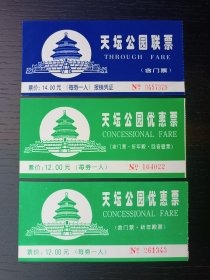 天坛公园联票
THROUGH FARE
(含门票)
票价：14.00元（每券一人）报销凭证
天坛公园优惠票
CONCESSIONAL FARE
(含门票·祈年殿·回音壁票)
票价：12.00元（每券一人）
№ 164022
天坛公园优惠票
CONCESSIONAL FARE
(含门票·祈年殿票)
票价：12.00元（每券一人）
№ 261345